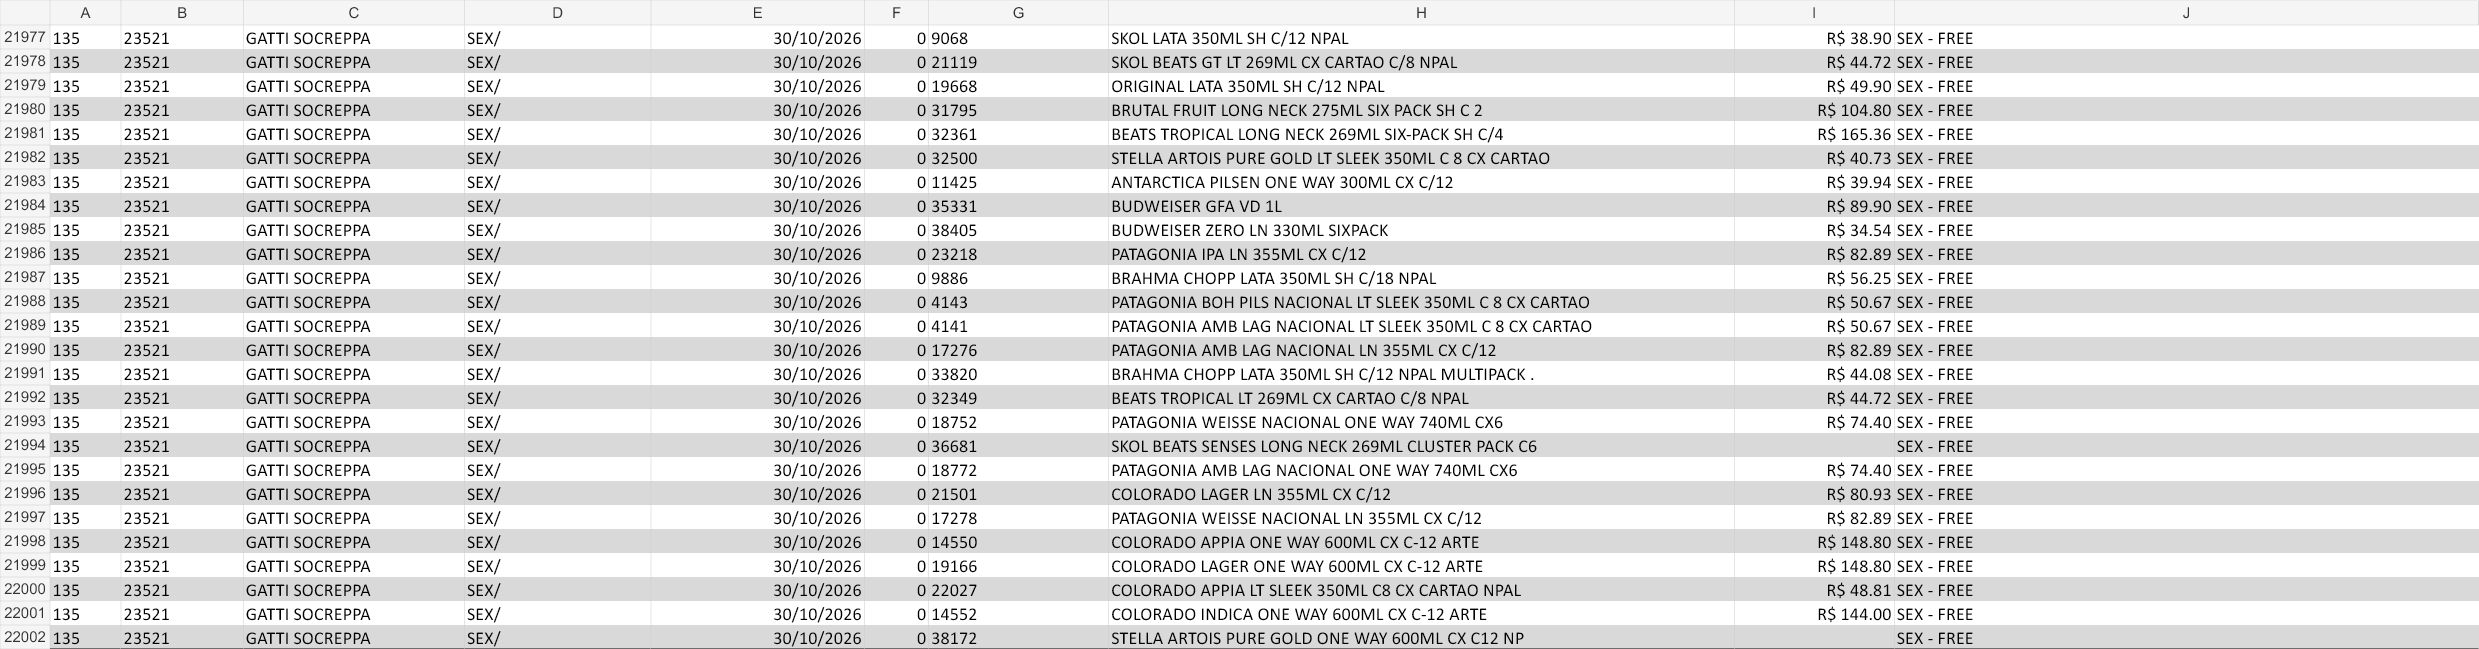 A B C D E F G H I J
21977 135 23521 GATTI SOCREPPA SEX/ 30/10/2026 0 9068 SKOL LATA 350ML SH C/12 NPAL R$ 38.90 SEX - FREE
21978 135 23521 GATTI SOCREPPA SEX/ 30/10/2026 0 21119 SKOL BEATS GT LT 269ML CX CARTAO C/8 NPAL R$ 44.72 SEX - FREE
21979 135 23521 GATTI SOCREPPA SEX/ 30/10/2026 0 19668 ORIGINAL LATA 350ML SH C/12 NPAL R$ 49.90 SEX - FREE
21980 135 23521 GATTI SOCREPPA SEX/ 30/10/2026 0 31795 BRUTAL FRUIT LONG NECK 275ML SIX PACK SH C 2 R$ 104.80 SEX - FREE
21981 135 23521 GATTI SOCREPPA SEX/ 30/10/2026 0 32361 BEATS TROPICAL LONG NECK 269ML SIX-PACK SH C/4 R$ 165.36 SEX - FREE
21982 135 23521 GATTI SOCREPPA SEX/ 30/10/2026 0 32500 STELLA ARTOIS PURE GOLD LT SLEEK 350ML C 8 CX CARTAO R$ 40.73 SEX - FREE
21983 135 23521 GATTI SOCREPPA SEX/ 30/10/2026 0 11425 ANTARCTICA PILSEN ONE WAY 300ML CX C/12 R$ 39.94 SEX - FREE
21984 135 23521 GATTI SOCREPPA SEX/ 30/10/2026 0 35331 BUDWEISER GFA VD 1L R$ 89.90 SEX - FREE
21985 135 23521 GATTI SOCREPPA SEX/ 30/10/2026 0 38405 BUDWEISER ZERO LN 330ML SIXPACK R$ 34.54 SEX - FREE
21986 135 23521 GATTI SOCREPPA SEX/ 30/10/2026 0 23218 PATAGONIA IPA LN 355ML CX C/12 R$ 82.89 SEX - FREE
21987 135 23521 GATTI SOCREPPA SEX/ 30/10/2026 0 9886 BRAHMA CHOPP LATA 350ML SH C/18 NPAL R$ 56.25 SEX - FREE
21988 135 23521 GATTI SOCREPPA SEX/ 30/10/2026 0 4143 PATAGONIA BOH PILS NACIONAL LT SLEEK 350ML C 8 CX CARTAO R$ 50.67 SEX - FREE
21989 135 23521 GATTI SOCREPPA SEX/ 30/10/2026 0 4141 PATAGONIA AMB LAG NACIONAL LT SLEEK 350ML C 8 CX CARTAO R$ 50.67 SEX - FREE
21990 135 23521 GATTI SOCREPPA SEX/ 30/10/2026 0 17276 PATAGONIA AMB LAG NACIONAL LN 355ML CX C/12 R$ 82.89 SEX - FREE
21991 135 23521 GATTI SOCREPPA SEX/ 30/10/2026 0 33820 BRAHMA CHOPP LATA 350ML SH C/12 NPAL MULTIPACK . R$ 44.08 SEX - FREE
21992 135 23521 GATTI SOCREPPA SEX/ 30/10/2026 0 32349 BEATS TROPICAL LT 269ML CX CARTAO C/8 NPAL R$ 44.72 SEX - FREE
21993 135 23521 GATTI SOCREPPA SEX/ 30/10/2026 0 18752 PATAGONIA WEISSE NACIONAL ONE WAY 740ML CX6 R$ 74.40 SEX - FREE
21994 135 23521 GATTI SOCREPPA SEX/ 30/10/2026 0 36681 SKOL BEATS SENSES LONG NECK 269ML CLUSTER PACK C6 SEX - FREE
21995 135 23521 GATTI SOCREPPA SEX/ 30/10/2026 0 18772 PATAGONIA AMB LAG NACIONAL ONE WAY 740ML CX6 R$ 74.40 SEX - FREE
21996 135 23521 GATTI SOCREPPA SEX/ 30/10/2026 0 21501 COLORADO LAGER LN 355ML CX C/12 R$ 80.93 SEX - FREE
21997 135 23521 GATTI SOCREPPA SEX/ 30/10/2026 0 17278 PATAGONIA WEISSE NACIONAL LN 355ML CX C/12 R$ 82.89 SEX - FREE
21998 135 23521 GATTI SOCREPPA SEX/ 30/10/2026 0 14550 COLORADO APPIA ONE WAY 600ML CX C-12 ARTE R$ 148.80 SEX - FREE
21999 135 23521 GATTI SOCREPPA SEX/ 30/10/2026 0 19166 COLORADO LAGER ONE WAY 600ML CX C-12 ARTE R$ 148.80 SEX - FREE
22000 135 23521 GATTI SOCREPPA SEX/ 30/10/2026 0 22027 COLORADO APPIA LT SLEEK 350ML C8 CX CARTAO NPAL R$ 48.81 SEX - FREE
22001 135 23521 GATTI SOCREPPA SEX/ 30/10/2026 0 14552 COLORADO INDICA ONE WAY 600ML CX C-12 ARTE R$ 144.00 SEX - FREE
22002 135 23521 GATTI SOCREPPA SEX/ 30/10/2026 0 38172 STELLA ARTOIS PURE GOLD ONE WAY 600ML CX C12 NP SEX - FREE